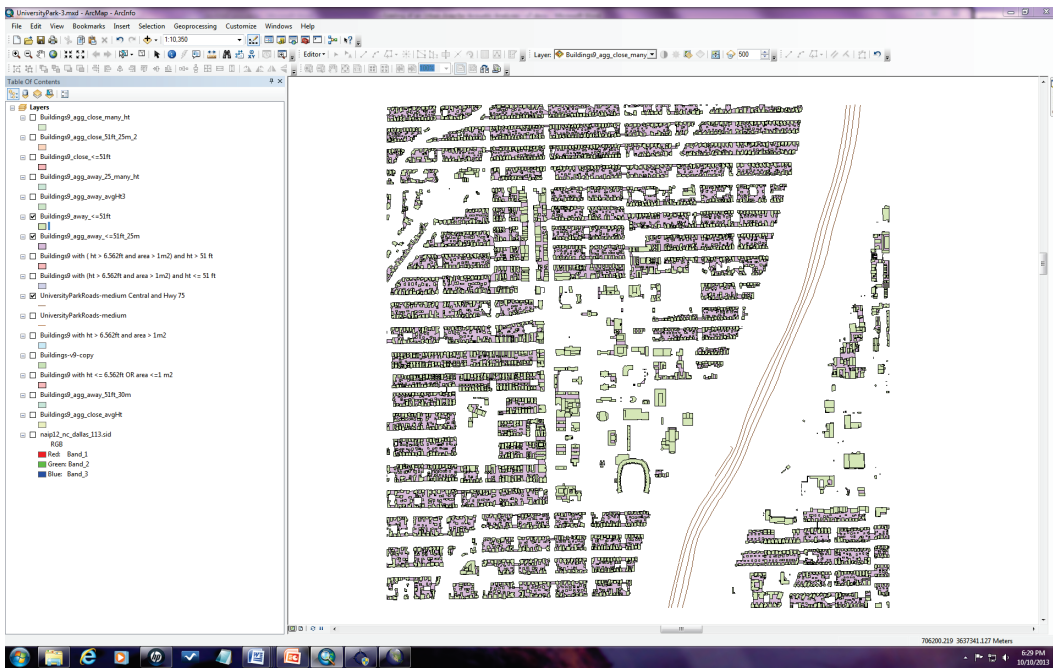 UniversityPark-3.mxd - ArcMap - ArcInfo
File Edit View Bookmarks Insert Selection Geoprocessing Customize Windows Help
1:10,350
Editor
Layer: Buildings9_agg_close_many_
500
Table Of Contents
Layers
Buildings9_agg_close_many_ht
Buildings9_agg_close_51ft_25m_2
Buildings9_close_<=51ft
Buildings9_agg_away_25_many_ht
Buildings9_agg_away_avgHt3
Buildings9_away_<=51ft
Buildings9_agg_away_<=51ft_25m
Buildings9 with ( ht > 6.562ft and area > 1m2) and ht > 51 ft
Buildings9 with (ht > 6.562ft and area > 1m2) and ht <= 51 ft
UniversityParkRoads-medium Central and Hwy 75
UniversityParkRoads-medium
Buildings9 with ht > 6.562ft and area > 1m2
Buildings-v9-copy
Buildings9 with ht <= 6.562ft OR area <=1 m2
Buildings9_agg_away_51ft_30m
Buildings9_agg_close_avgHt
naip12_nc_dallas_113.sid
RGB
Red: Band_1
Green: Band_2
Blue: Band_3
706200.219 3637341.127 Meters
6:29 PM
10/10/2013